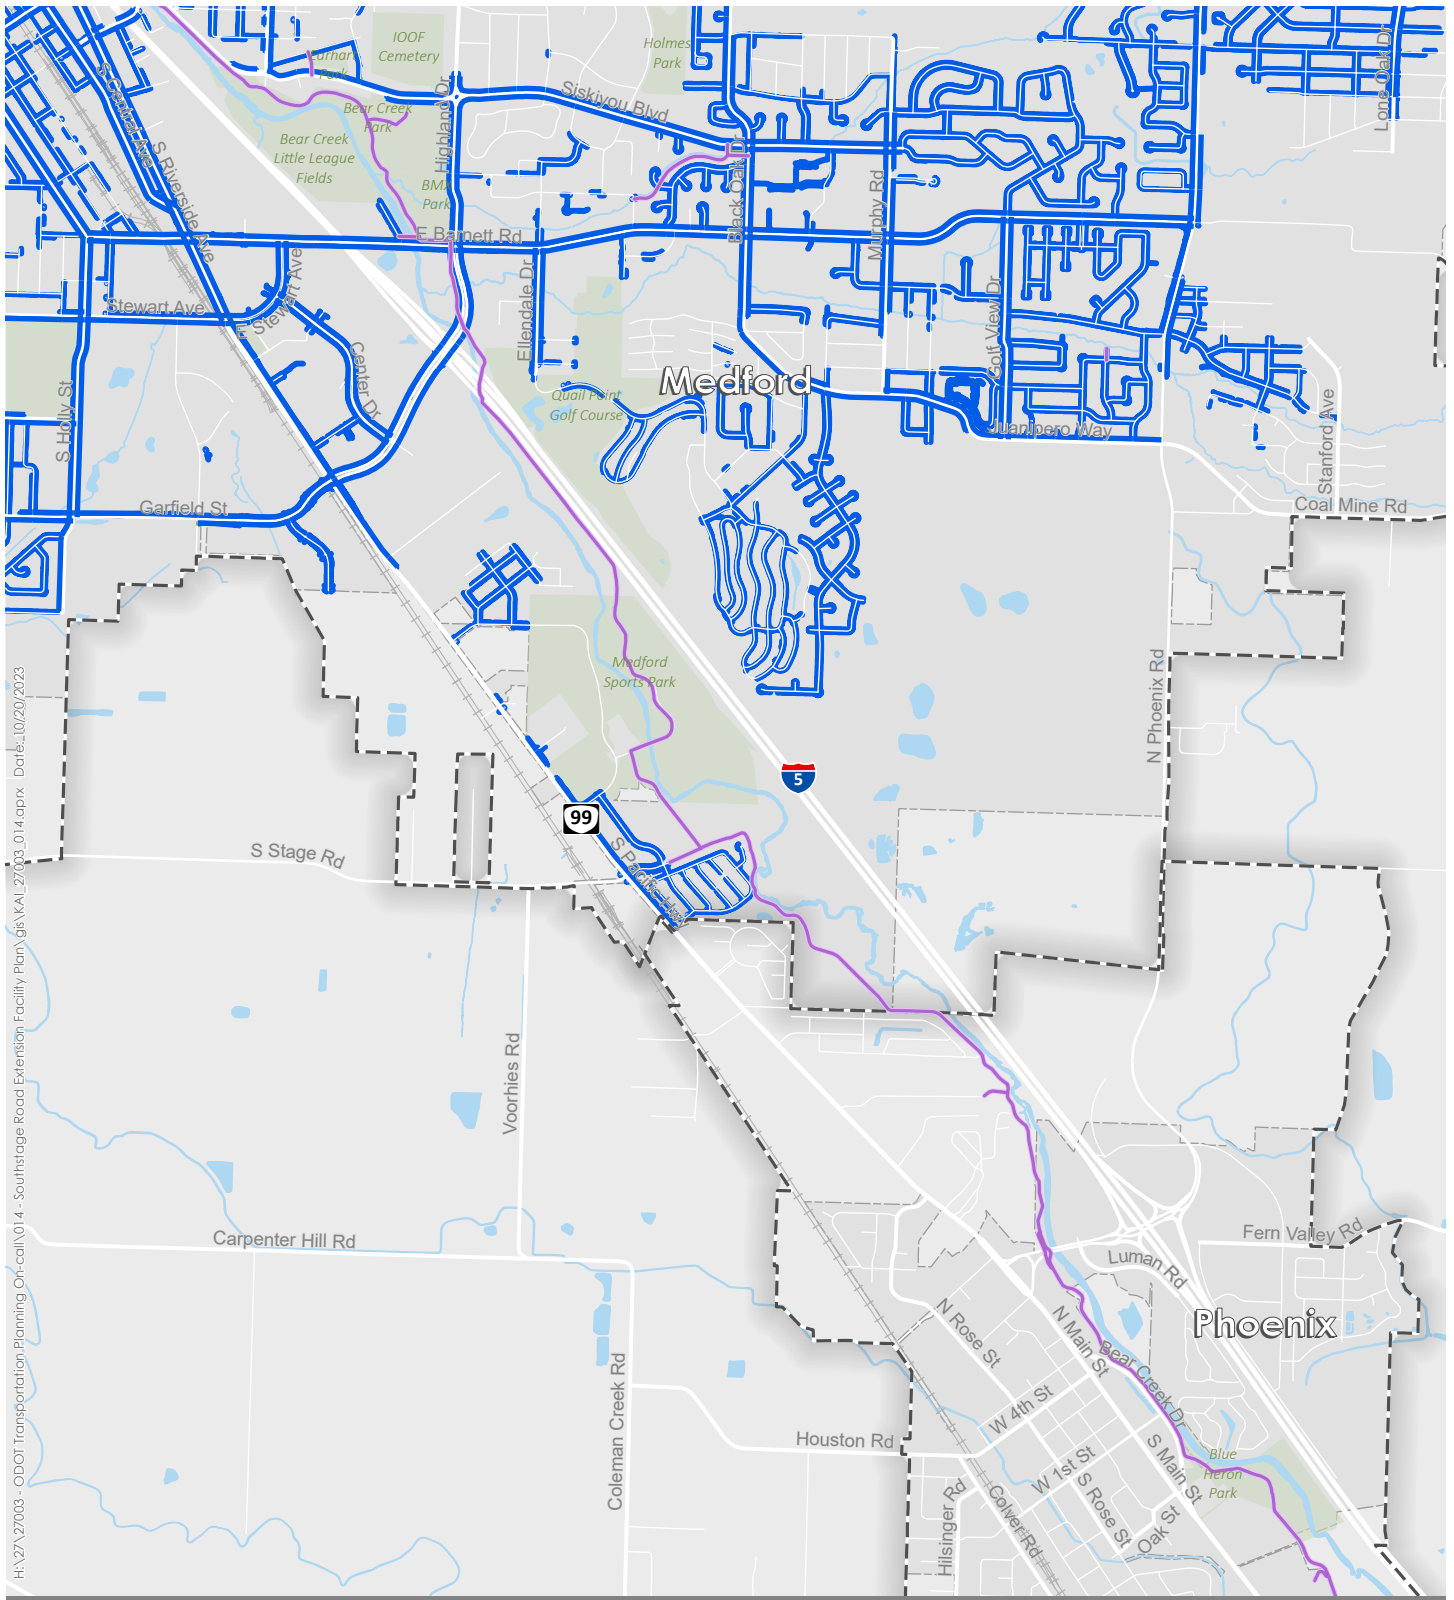 IOOF
Cemetery
Holmes
Park
Earhart
Park
Lone Oak Dr
S Central Ave
Siskiyou Blvd
Bear Creek
Park
Highland Dr
Bear Creek
Little League
Fields
S Riverside Ave
BMX
Park
Black Oak Dr
Murphy Rd
E Barnett Rd
Stewart Ave
Stewart Ave
Ellendale Dr
Golf View Dr
Center Dr
Medford
Quail Point
Golf Course
S Holly St
Juanipero Way
Stanford Ave
Garfield St
Coal Mine Rd
Medford
Sports Park
N Phoenix Rd
5
99
S Stage Rd
S Pacific Hwy
Voorhies Rd
Carpenter Hill Rd
Fern Valley Rd
Luman Rd
Phoenix
N Rose St
N Main St
Bear Creek Dr
Coleman Creek Rd
W 4th St
Houston Rd
S Main St
Blue
Heron
Park
W 1st St
S Rose St
Hilsinger Rd
Colver Rd
Oak St
H:\27\27003 - ODOT Transportation Planning On-call\014 - Southstage Road Extension Facility Plan\gis\KAI_27003_014.aprx Date: 10/20/2023